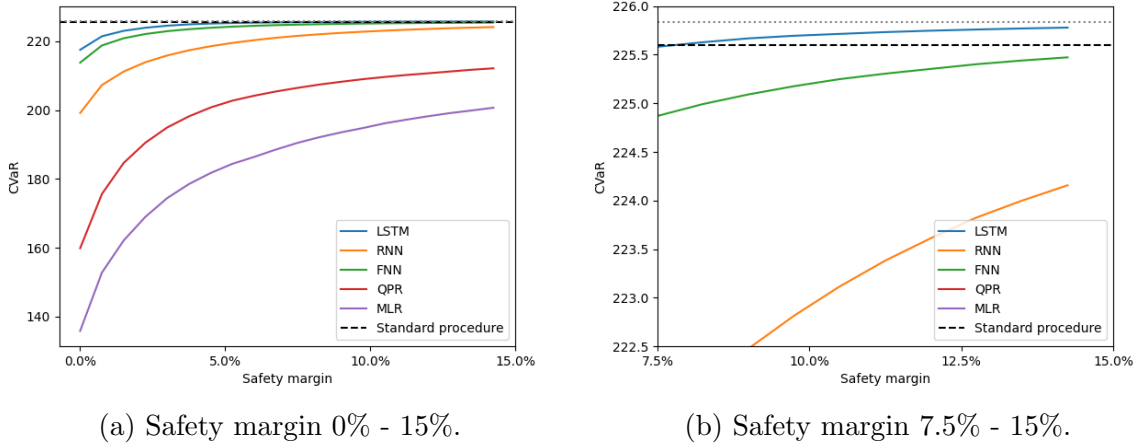 220
200
180
160
140
CVaR
0.0%
5.0%
10.0%
15.0%
Safety margin
LSTM
RNN
FNN
QPR
MLR
Standard procedure
(a) Safety margin 0% - 15%.
226.0
225.5
225.0
224.5
224.0
223.5
223.0
222.5
CVaR
7.5%
10.0%
12.5%
15.0%
Safety margin
LSTM
RNN
FNN
QPR
MLR
Standard procedure
(b) Safety margin 7.5% - 15%.